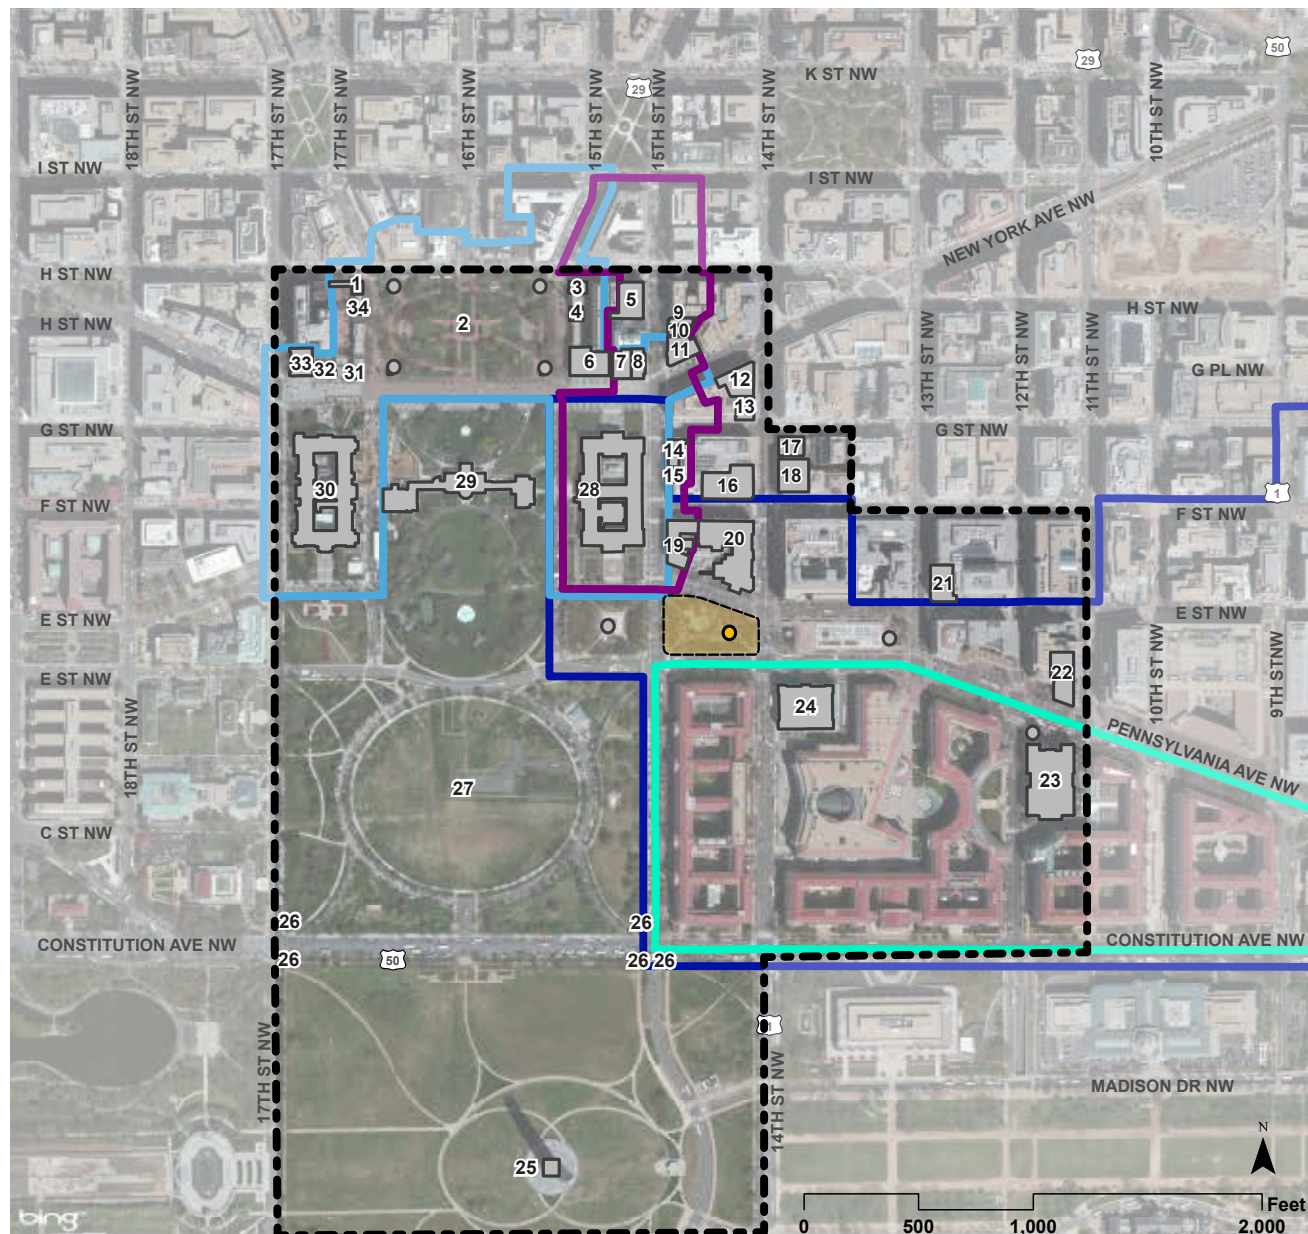 50
29
29
K ST NW
18TH ST NW
17TH ST NW
17TH ST NW
16TH ST NW
15TH ST NW
15TH ST NW
14TH ST NW
10TH ST NW
I ST NW
I ST NW
NEW YORK AVE NW
H ST NW
1
3
5
34
4
9
H ST NW
H ST NW
2
10
11
33
32
31
6
7
8
12
13
13TH ST NW
12TH ST NW
11TH ST NW
G PL NW
G ST NW
G ST NW
14
17
15
18
16
30
29
28
1
F ST NW
F ST NW
19
20
21
E ST NW
E ST NW
22
E ST NW
10TH ST NW
9TH STNW
18TH ST NW
24
PENNSYLVANIA AVE NW
27
23
C ST NW
26
26
CONSTITUTION AVE NW
CONSTITUTION AVE NW
26
50
26
26
1
17TH ST NW
14TH ST NW
MADISON DR NW
N
25
bing
Feet
0
500
1,000
2,000